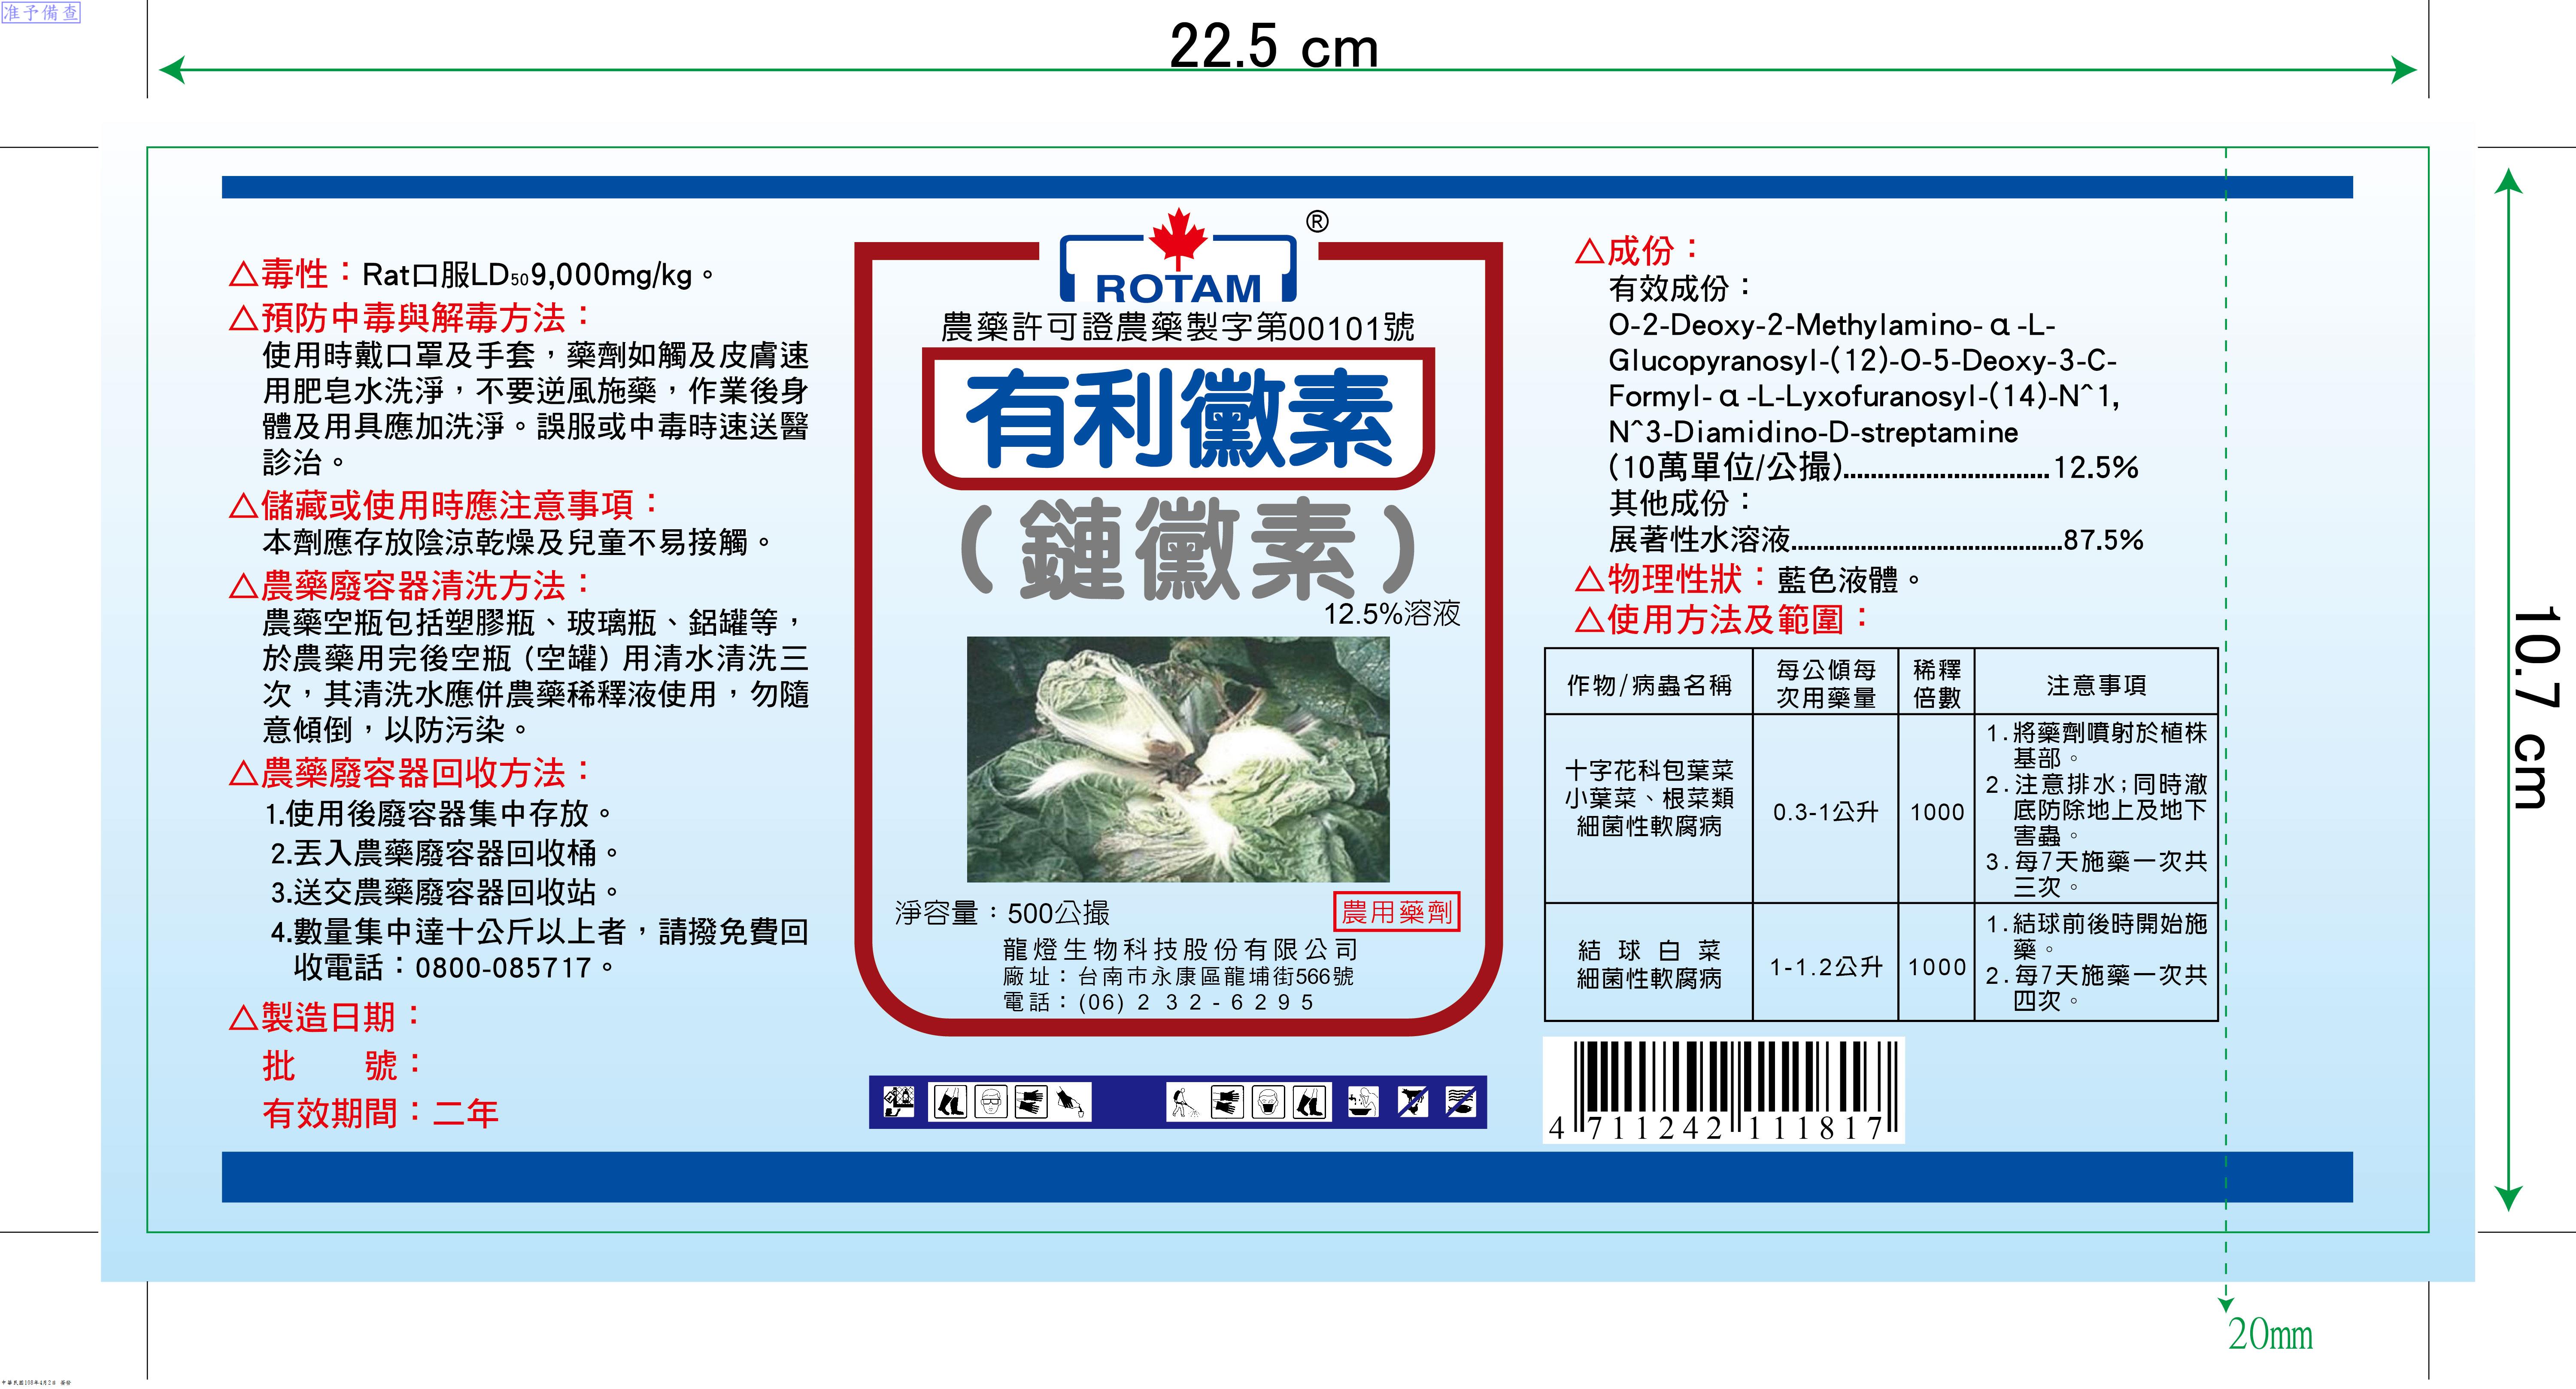 准予備查
22.5 cm
△毒性：Rat口服LD50 9,000mg/kg。
△預防中毒與解毒方法：
使用時戴口罩及手套，藥劑如觸及皮膚速
用肥皂水洗淨，不要逆風施藥，作業後身
體及用具應加洗淨。誤服或中毒時速送醫
診治。
△儲藏或使用時應注意事項：
本劑應存放陰涼乾燥及兒童不易接觸。
△農藥廢容器清洗方法：
農藥空瓶包括塑膠瓶、玻璃瓶、鋁罐等，
於農藥用完後空瓶（空罐）用清水清洗三
次，其清洗水應併農藥稀釋液使用，勿隨
意傾倒，以防污染。
△農藥廢容器回收方法：
1.使用後廢容器集中存放。
2.丟入農藥廢容器回收桶。
3.送交農藥廢容器回收站。
4.數量集中達十公斤以上者，請撥免費回
收電話：0800-085717。
△製造日期：
批 號：
有效期間：二年
®
ROTAM
農藥許可證農藥製字第00101號
有利黴素
（鏈黴素）
12.5%溶液
淨容量：500公撮
農用藥劑
龍燈生物科技股份有限公司
廠址：台南市永康區龍埔街566號
電話：(06) 2 3 2 - 6 2 9 5
△成份：
有效成份：
O-2-Deoxy-2-Methylamino- α -L-
Glucopyranosyl-(12)-O-5-Deoxy-3-C-
Formyl- α -L-Lyxofuranosyl-(14)-N^1,
N^3-Diamidino-D-streptamine
(10萬單位/公撮)..............................12.5%
其他成份：
展著性水溶液...........................................87.5%
△物理性狀：藍色液體。
△使用方法及範圍：
作物/病蟲名稱
每公傾每
次用藥量
稀釋
倍數
注意事項
十字花科包葉菜
小葉菜、根菜類
細菌性軟腐病
0.3-1公升
1000
1.將藥劑噴射於植株
基部。
2.注意排水；同時澈
底防除地上及地下
害蟲。
3.每7天施藥一次共
三次。
結 球 白 菜
細菌性軟腐病
1-1.2公升
1000
1.結球前後時開始施
藥。
2.每7天施藥一次共
四次。
4 711242 111817
10.7 cm
20mm
中華民國108年4月2日